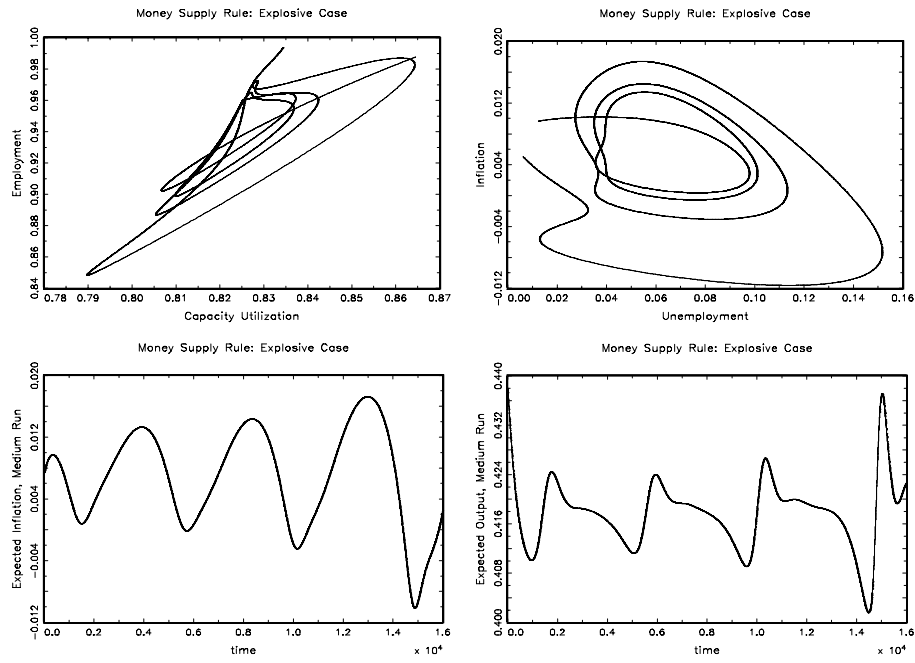 Money Supply Rule: Explosive Case
Employment
0.84 0.86 0.88 0.90 0.92 0.94 0.96 0.98 1.00
0.78 0.79 0.80 0.81 0.82 0.83 0.84 0.85 0.86 0.87
Capacity Utilization
Money Supply Rule: Explosive Case
Inflation
−0.012 −0.004 0.004 0.012 0.020
0.00 0.02 0.04 0.06 0.08 0.10 0.12 0.14 0.16
Unemployment
Money Supply Rule: Explosive Case
Expected Inflation, Medium Run
−0.012 −0.004 0.004 0.012 0.020
0.0 0.2 0.4 0.6 0.8 1.0 1.2 1.4 1.6
time
× 10⁴
Money Supply Rule: Explosive Case
Expected Output, Medium Run
0.400 0.408 0.416 0.424 0.432 0.440
0.0 0.2 0.4 0.6 0.8 1.0 1.2 1.4 1.6
time
× 10⁴